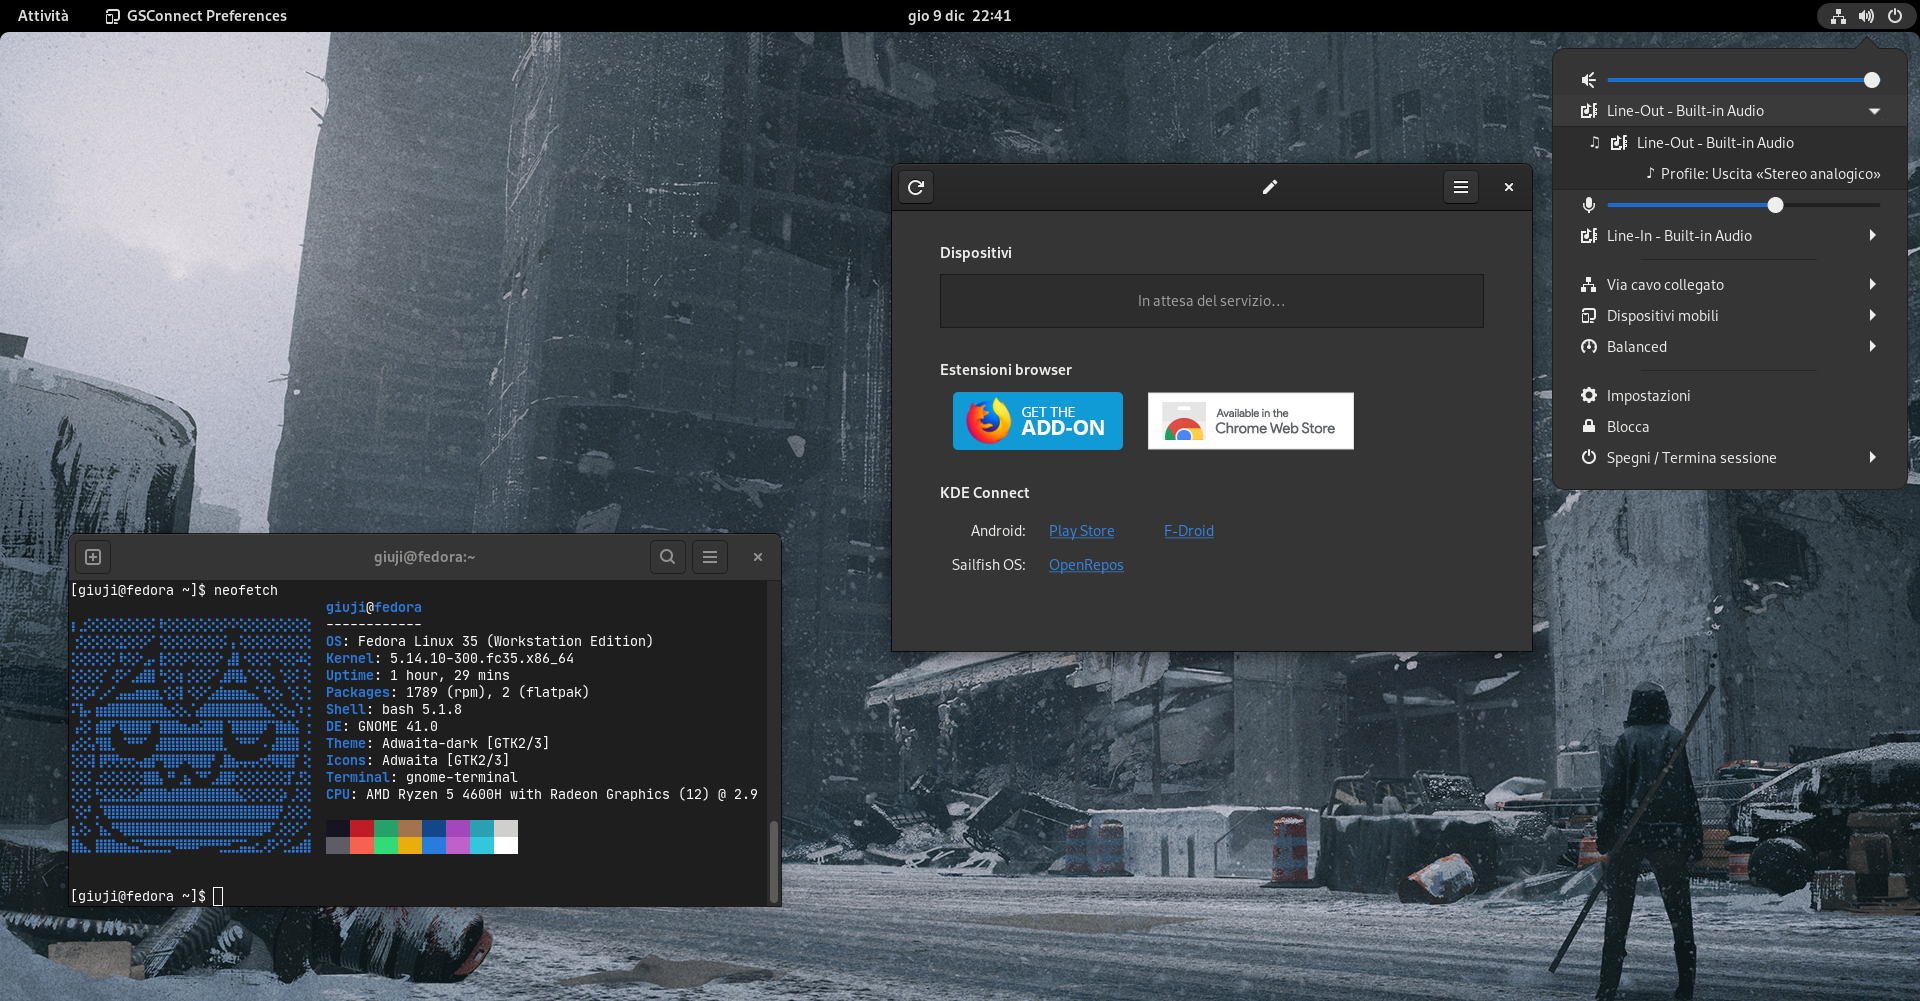 Attività GSConnect Preferences gio 9 dic 22:41
Line-Out - Built-in Audio
♫ Line-Out - Built-in Audio
♪ Profile: Uscita «Stereo analogico»
Line-In - Built-in Audio
Via cavo collegato
Dispositivi mobili
Balanced
Impostazioni
Blocca
Spegni / Termina sessione
Dispositivi
In attesa del servizio…
Estensioni browser
GET THE
ADD-ON
Available in the
Chrome Web Store
KDE Connect
Android: Play Store F-Droid
Sailfish OS: OpenRepos
giuji@fedora:~
[giuji@fedora ~]$ neofetch
giuji@fedora
------------
OS: Fedora Linux 35 (Workstation Edition)
Kernel: 5.14.10-300.fc35.x86_64
Uptime: 1 hour, 29 mins
Packages: 1789 (rpm), 2 (flatpak)
Shell: bash 5.1.8
DE: GNOME 41.0
Theme: Adwaita-dark [GTK2/3]
Icons: Adwaita [GTK2/3]
Terminal: gnome-terminal
CPU: AMD Ryzen 5 4600H with Radeon Graphics (12) @ 2.9
[giuji@fedora ~]$